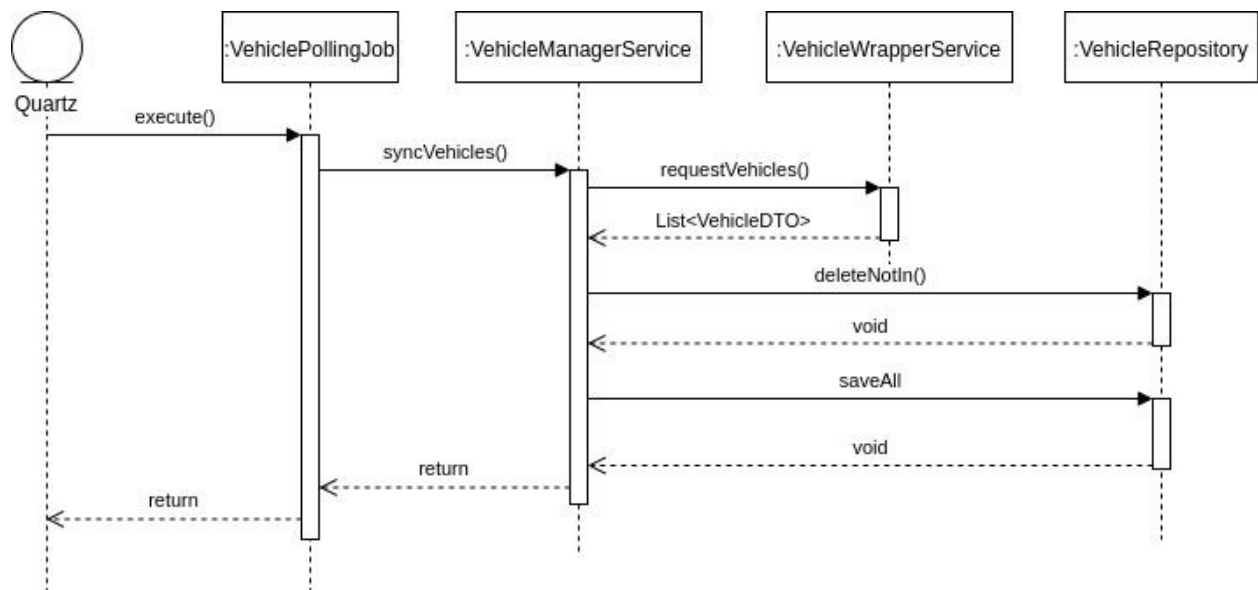 :VehiclePollingJob
:VehicleManagerService
:VehicleWrapperService
:VehicleRepository
Quartz
execute()
syncVehicles()
requestVehicles()
List<VehicleDTO>
deleteNotIn()
void
saveAll
void
return
return